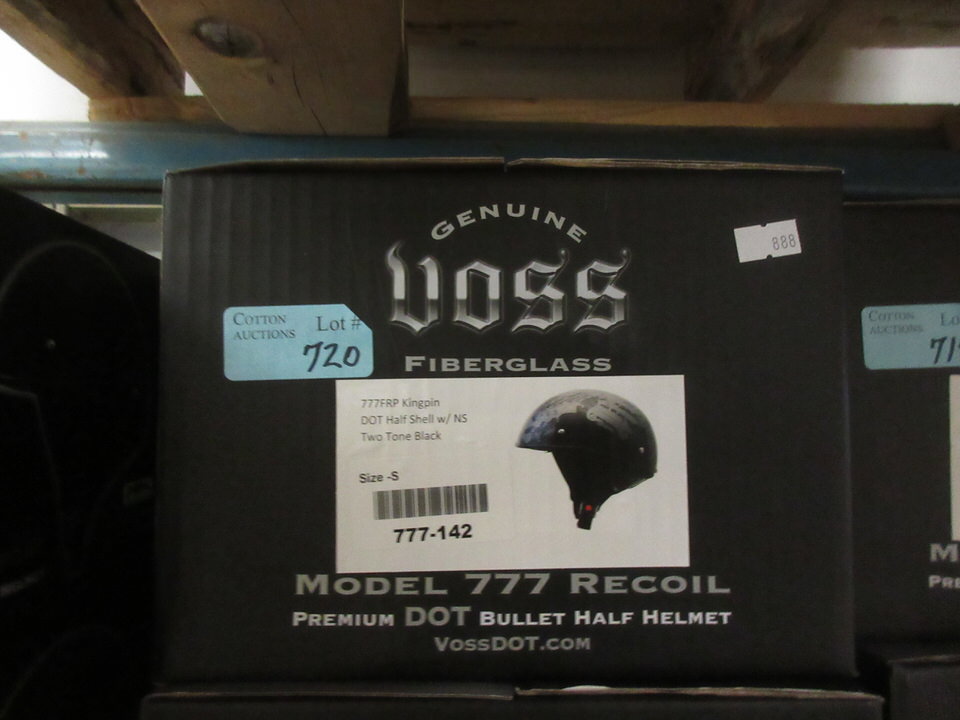 GENUINE
VOSS
888
COTTON
AUCTIONS
Lot #
720
FIBERGLASS
777FRP Kingpin
DOT Half Shell w/ NS
Two Tone Black
Size -S
777-142
MODEL 777 RECOIL
PREMIUM DOT BULLET HALF HELMET
VOSSDOT.COM
COTTON
AUCTIONS